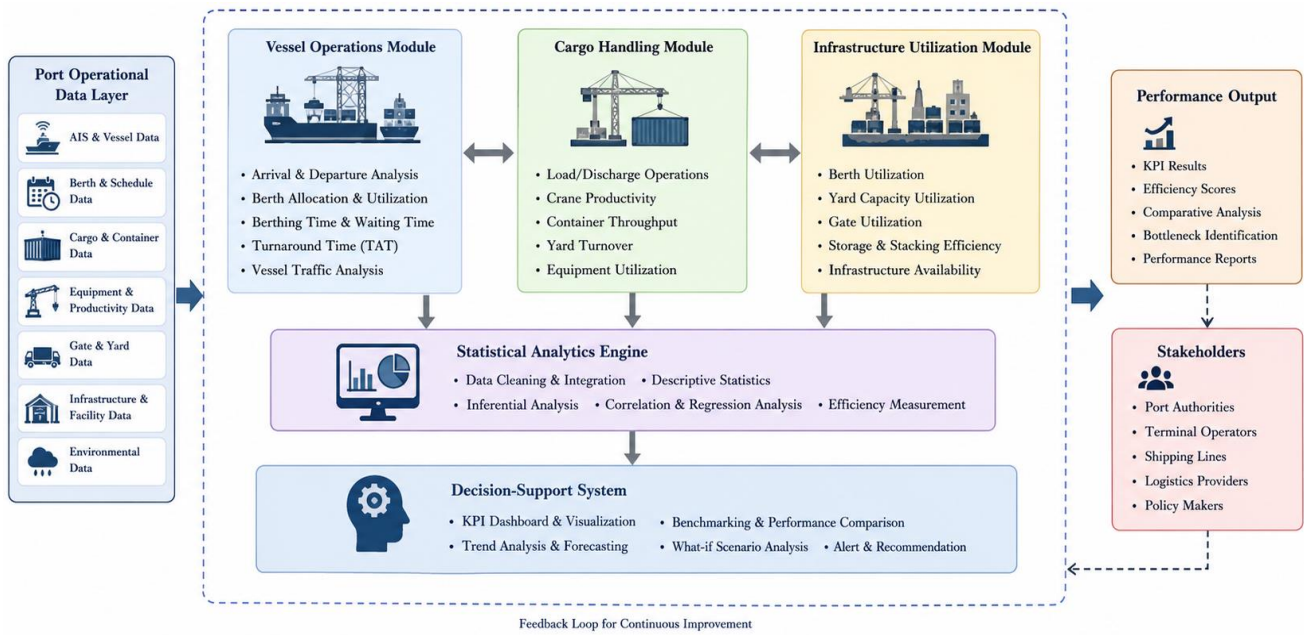 Port Operational
Data Layer
AIS & Vessel Data
Berth & Schedule
Data
Cargo & Container
Data
Equipment &
Productivity Data
Gate & Yard
Data
Infrastructure &
Facility Data
Environmental
Data
Vessel Operations Module
• Arrival & Departure Analysis
• Berth Allocation & Utilization
• Berthing Time & Waiting Time
• Turnaround Time (TAT)
• Vessel Traffic Analysis
Cargo Handling Module
• Load/Discharge Operations
• Crane Productivity
• Container Throughput
• Yard Turnover
• Equipment Utilization
Infrastructure Utilization Module
• Berth Utilization
• Yard Capacity Utilization
• Gate Utilization
• Storage & Stacking Efficiency
• Infrastructure Availability
Statistical Analytics Engine
• Data Cleaning & Integration • Descriptive Statistics
• Inferential Analysis • Correlation & Regression Analysis • Efficiency Measurement
Decision-Support System
• KPI Dashboard & Visualization • Benchmarking & Performance Comparison
• Trend Analysis & Forecasting • What-if Scenario Analysis • Alert & Recommendation
Performance Output
• KPI Results
• Efficiency Scores
• Comparative Analysis
• Bottleneck Identification
• Performance Reports
Stakeholders
• Port Authorities
• Terminal Operators
• Shipping Lines
• Logistics Providers
• Policy Makers
Feedback Loop for Continuous Improvement